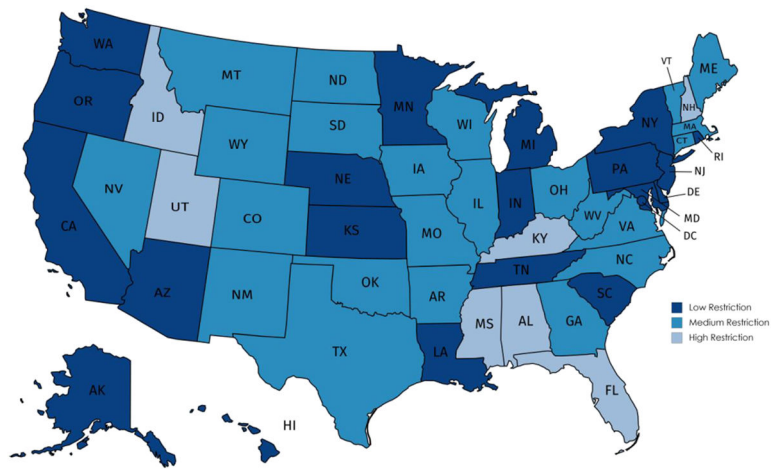 WA
OR
CA
NV
ID
MT
WY
UT
CO
AZ
NM
ND
SD
NE
KS
OK
TX
MN
IA
MO
AR
LA
WI
IL
MI
IN
OH
KY
TN
MS
AL
GA
FL
SC
NC
VA
WV
PA
NY
VT
NH
ME
MA
CT
RI
NJ
DE
MD
DC
AK
HI
Low Restriction
Medium Restriction
High Restriction